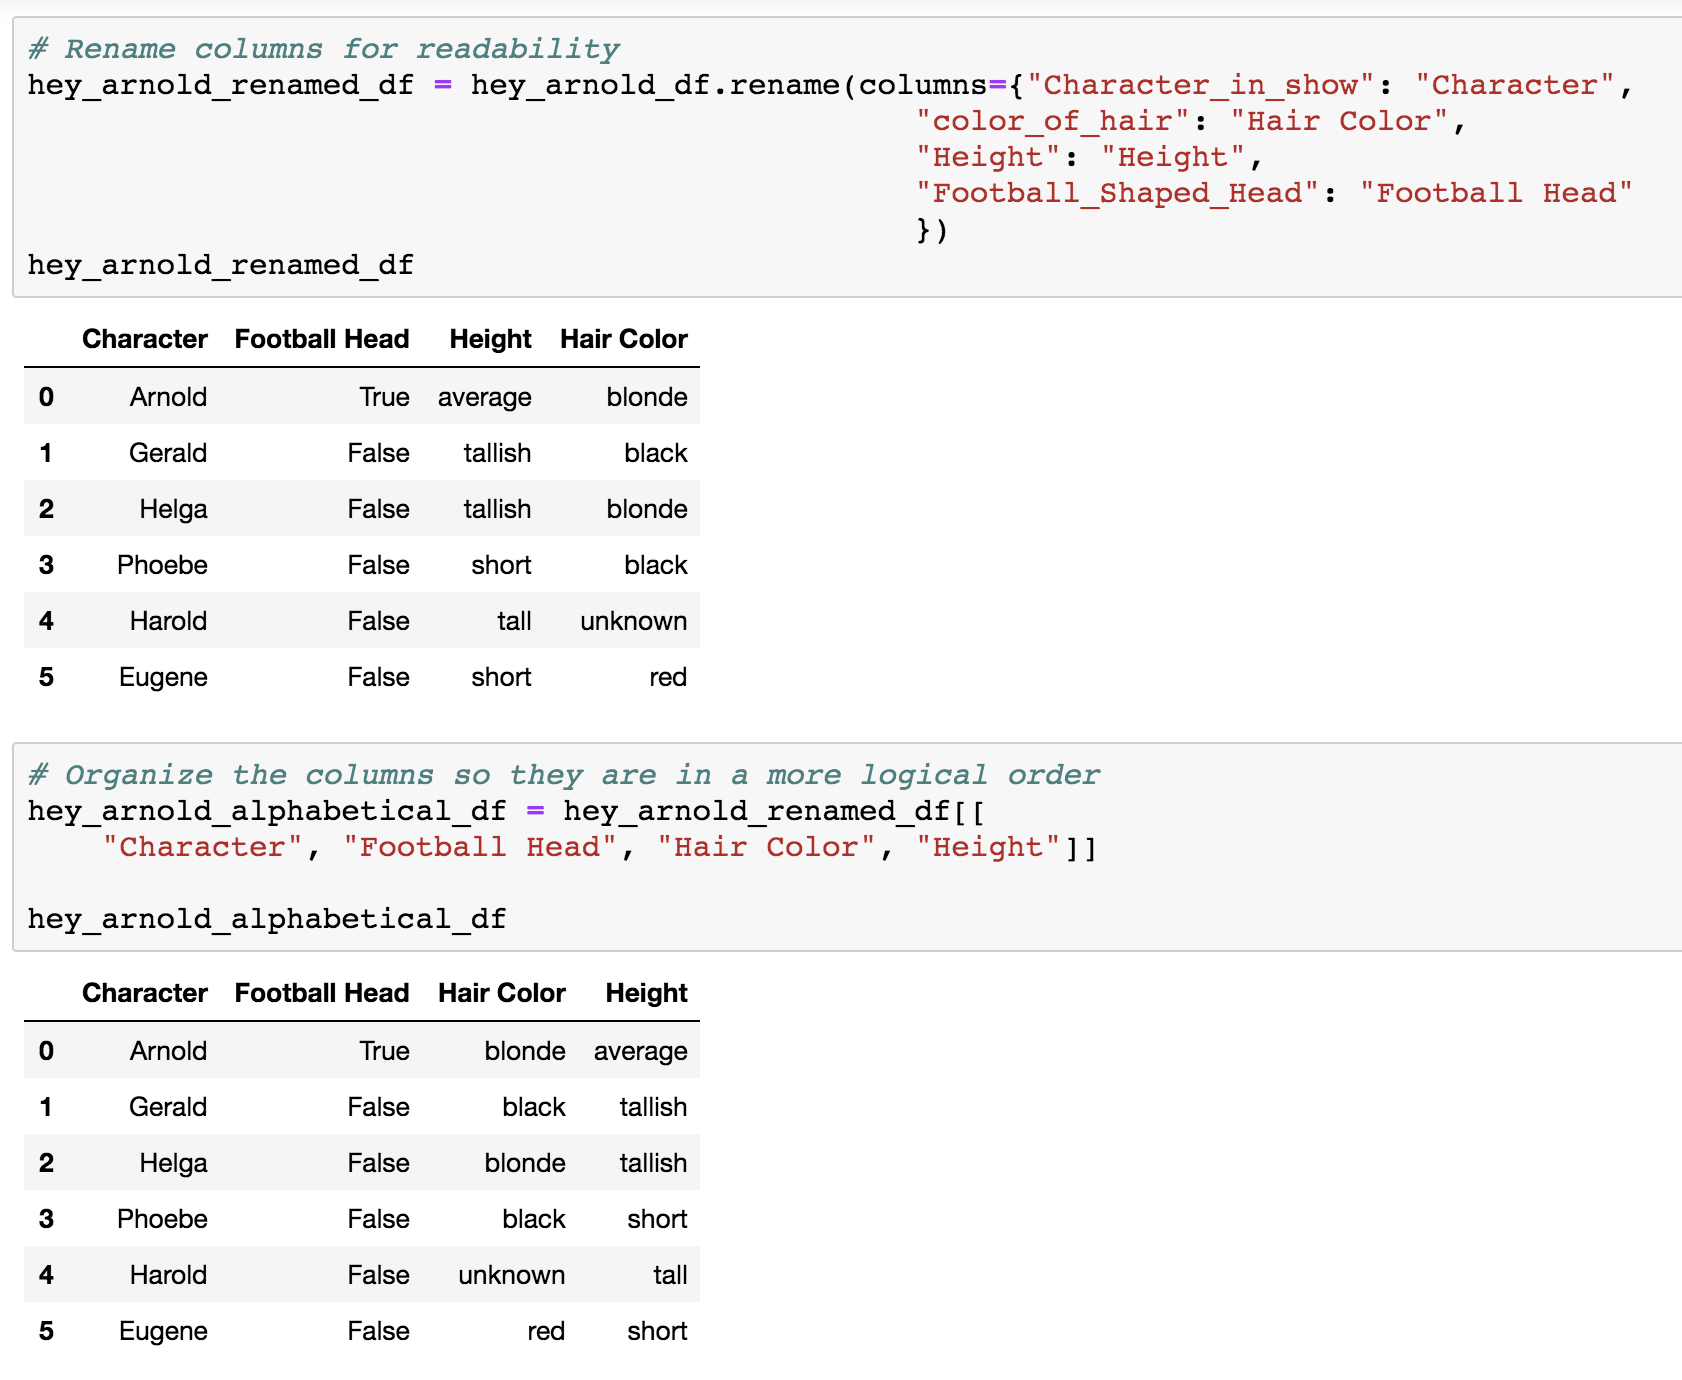 # Rename columns for readability
hey_arnold_renamed_df = hey_arnold_df.rename(columns={"Character_in_show": "Character",
"color_of_hair": "Hair Color",
"Height": "Height",
"Football_Shaped_Head": "Football Head"
})
hey_arnold_renamed_df
Character Football Head Height Hair Color
0 Arnold True average blonde
1 Gerald False tallish black
2 Helga False tallish blonde
3 Phoebe False short black
4 Harold False tall unknown
5 Eugene False short red
# Organize the columns so they are in a more logical order
hey_arnold_alphabetical_df = hey_arnold_renamed_df[[
"Character", "Football Head", "Hair Color", "Height"]]
hey_arnold_alphabetical_df
Character Football Head Hair Color Height
0 Arnold True blonde average
1 Gerald False black tallish
2 Helga False blonde tallish
3 Phoebe False black short
4 Harold False unknown tall
5 Eugene False red short